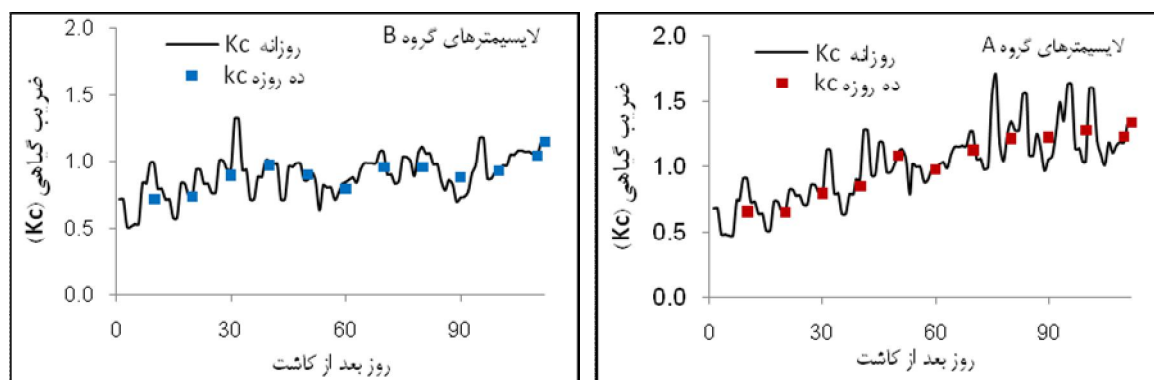 لایسیمترهای گروه A
روزانه Kc
ده روزه kc
ضریب گیاهی (Kc)
2.0
1.5
1.0
0.5
0.0
0 30 60 90
روز بعد از کاشت
لایسیمترهای گروه B
روزانه Kc
ده روزه kc
ضریب گیاهی (Kc)
2.0
1.5
1.0
0.5
0.0
0 30 60 90
روز بعد از کاشت